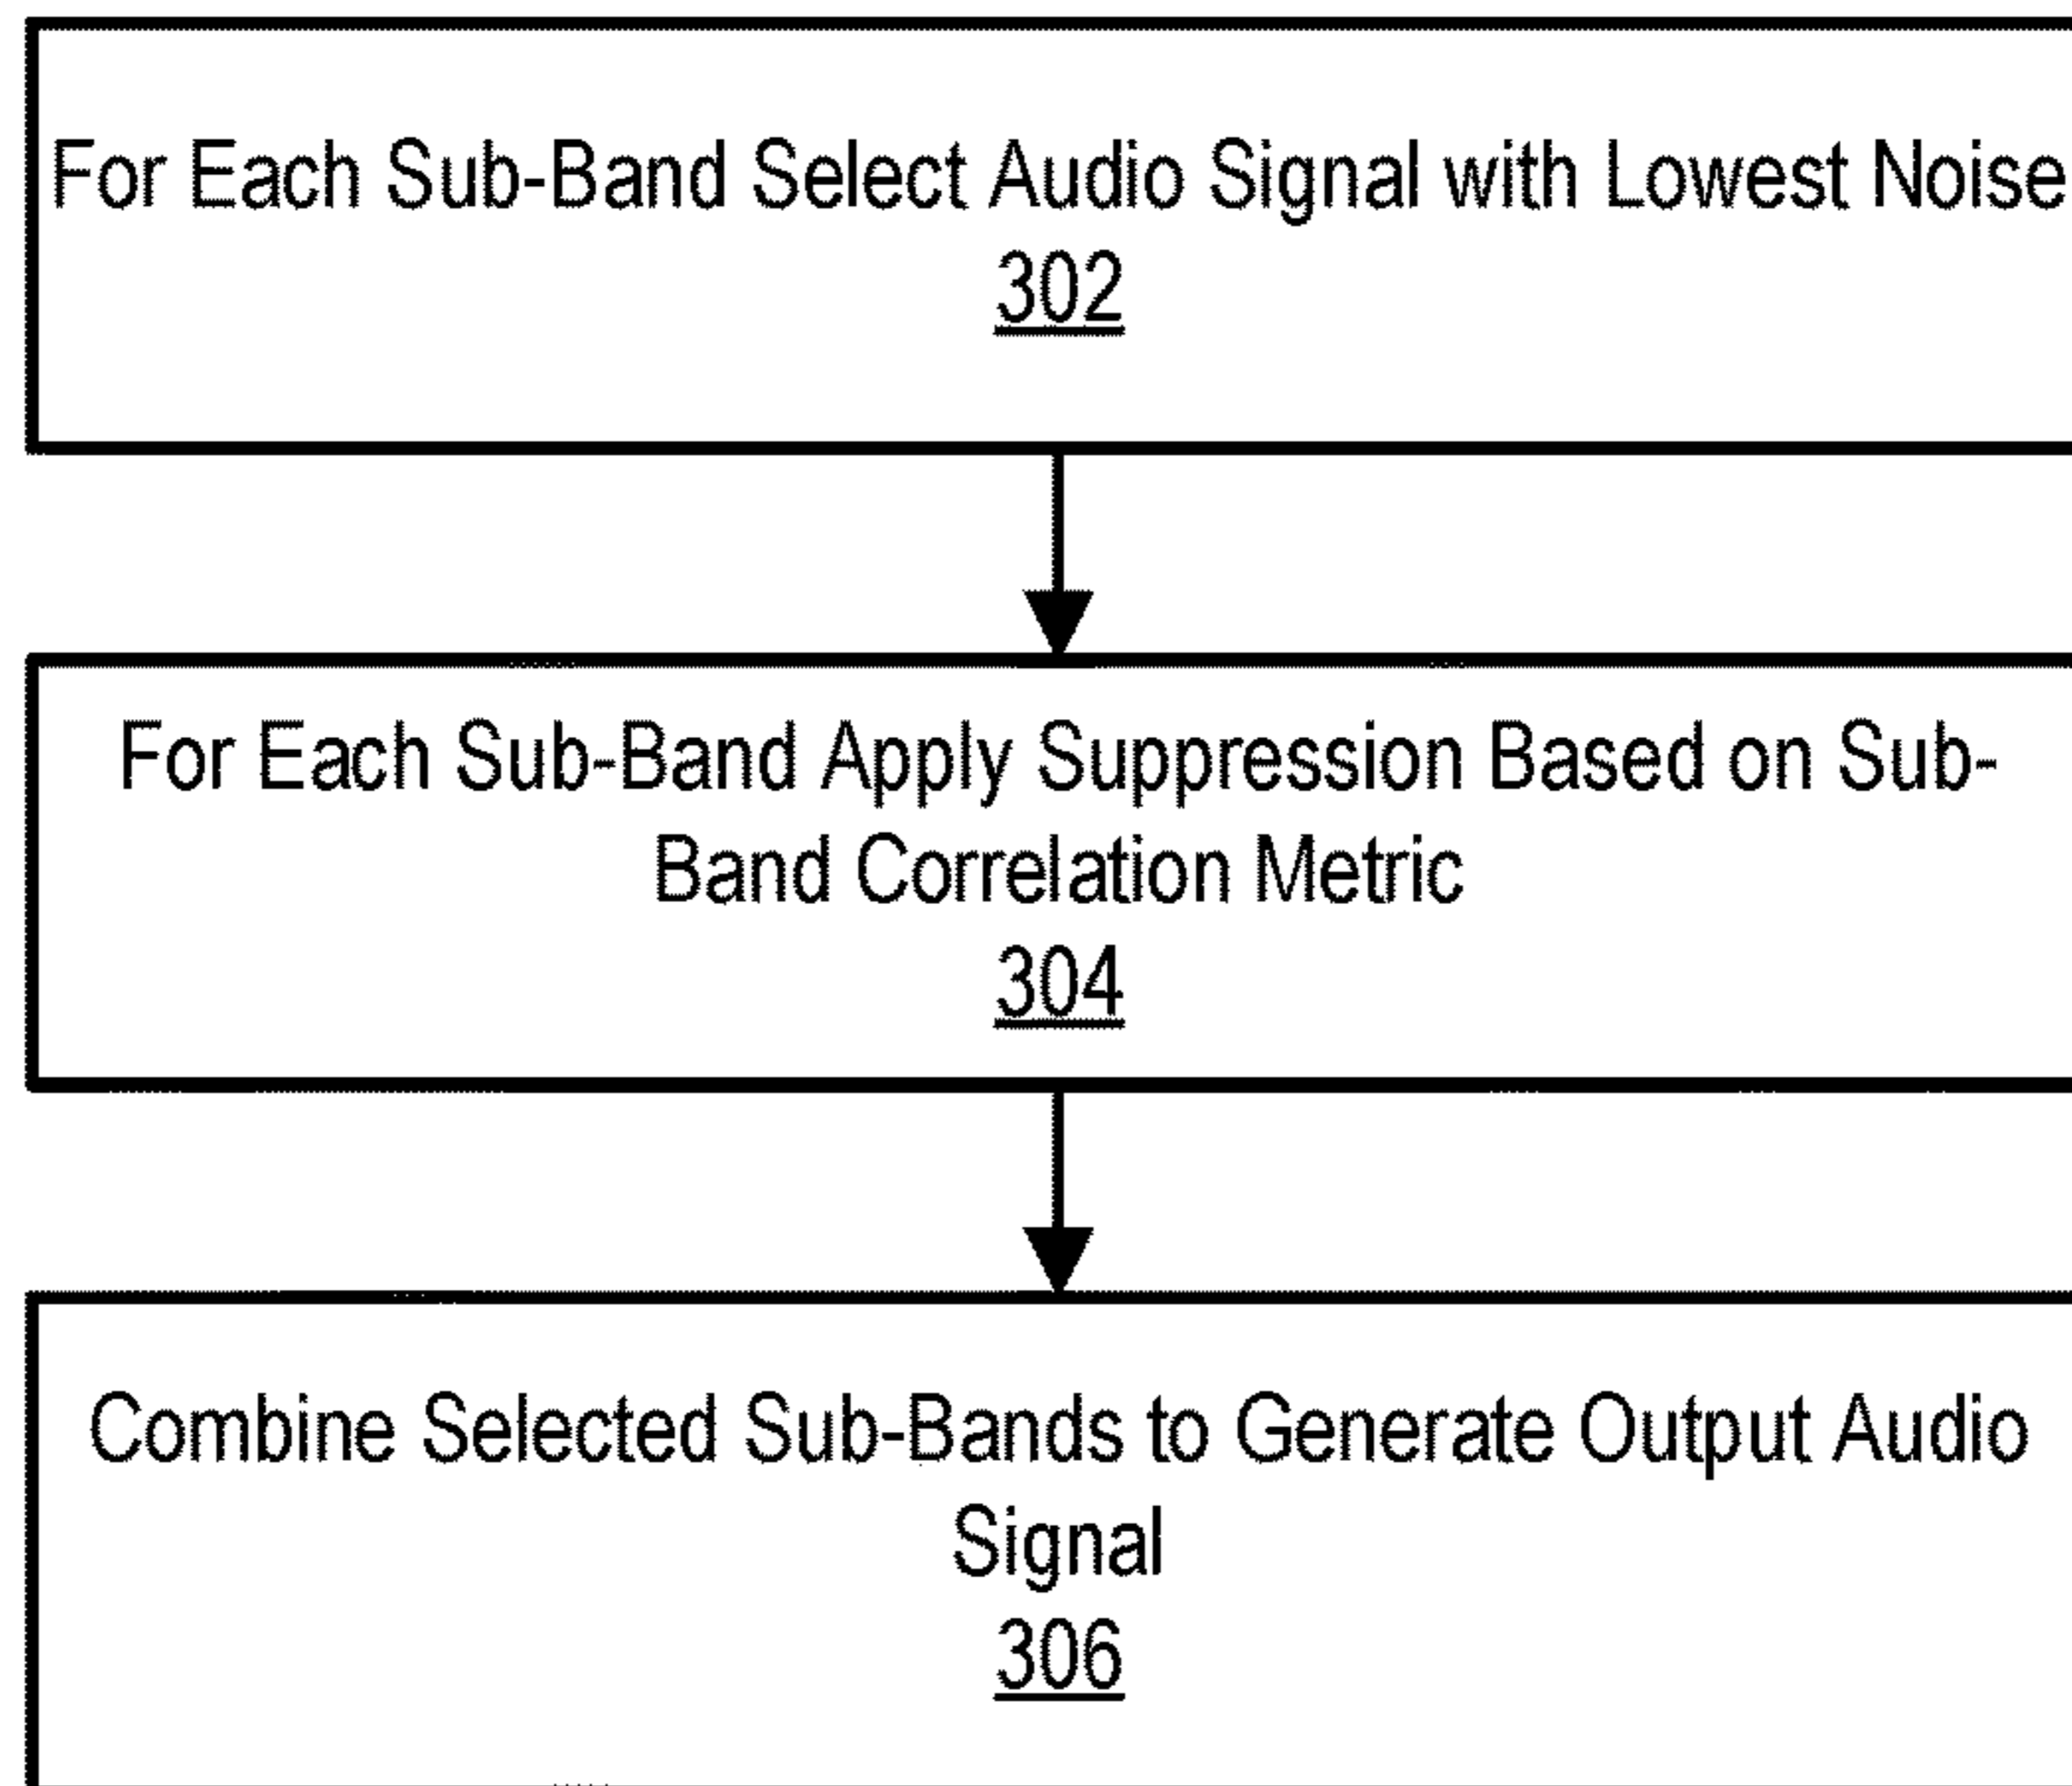 For Each Sub-Band Select Audio Signal with Lowest Noise
302
For Each Sub-Band Apply Suppression Based on Sub-
Band Correlation Metric
304
Combine Selected Sub-Bands to Generate Output Audio
Signal
306